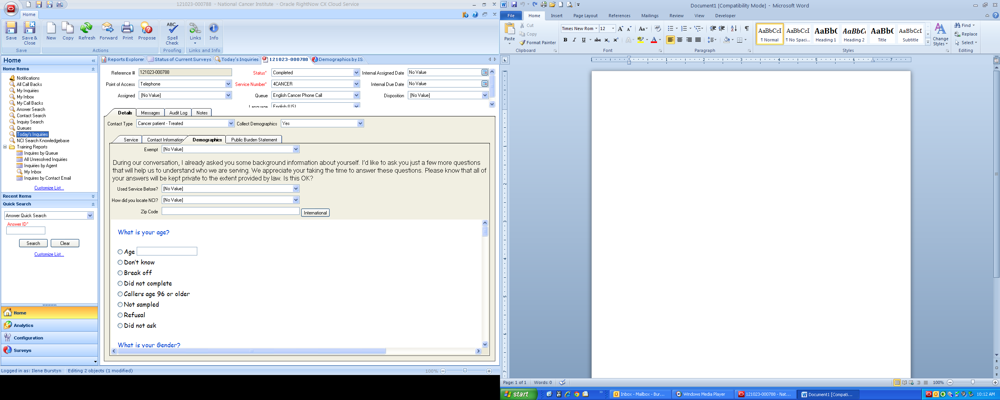 121023-000788 - National Cancer Institute - Oracle RightNow CX Cloud Service
Home
Save
Save & Close
New
Copy
Refresh
Forward
Print
Propose
ABC
Spell Check
Links
Info
Save
Actions
Proofing
Links and Info
Home
Home Items
Notifications
All Call Backs
My Inquiries
My Inbox
My Call Backs
Answer Search
Contact Search
Inquiry Search
Queues
Today's Inquiries
NCI Search Knowledgebase
Training Reports
Inquires by Queue
All Unresolved Inquiries
Inquires by Agent
My Inbox
Inquires by Contact Email
Customize List...
Recent Items
Quick Search
Answer Quick Search
Answer ID*
Search
Clear
Customize List...
Home
Analytics
Configuration
Surveys
Reports Explorer
Status of Current Surveys
Today's Inquiries
121023-000788
Demographics by IS
Reference # 121023-000788
Status* Completed
Internal Assigned Date No Value
Point of Access Telephone
Service Number* 4CANCER
Internal Due Date No Value
Assigned [No Value]
Queue English Cancer Phone Call
Disposition [No Value]
Language English (US)
Details
Messages
Audit Log
Notes
Contact Type Cancer patient - Treated
Collect Demographics Yes
Service
Contact Information
Demographics
Public Burden Statement
Exempt [No Value]
During our conversation, I already asked you some background information about yourself. I'd like to ask you just a few more questions
that will help us to understand who we are serving. We appreciate your taking the time to answer these questions. Please know that all of
your answers will be kept private to the extent provided by law. Is this OK?
Used Service Before? [No Value]
How did you locate NCI? [No Value]
Zip Code
International
What is your age?
Age
Don't know
Break off
Did not complete
Callers age 96 or older
Not sampled
Refusal
Did not ask
What is your Gender?
Logged in as: Ilene Burstyn
Editing 2 objects (1 modified)
100%
Document1 [Compatibility Mode] - Microsoft Word
File
Home
Insert
Page Layout
References
Mailings
Review
View
Developer
Paste
Cut
Copy
Format Painter
Clipboard
Times New Rom
12
Font
Paragraph
AaBbCcI
¶ Normal
AaBbCcI
¶ No Spaci...
AaBbC
Heading 1
AaBbCc
Heading 2
AaBbC
Title
AaBbCcI
Subtitle
Change Styles
Styles
Find
Replace
Select
Editing
1 1 2 3 4 5 6 7
1
1
2
3
4
5
6
7
Page: 1 of 1
Words: 0
100%
start
Inbox - Mailbox - Bur...
Windows Media Player
121023-000788 - Nat...
Document1 [Compati...
10:12 AM